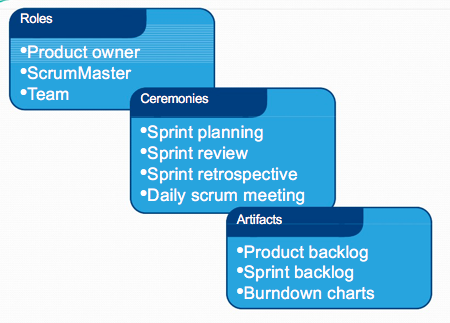 Roles
•Product owner
•ScrumMaster
•Team
Ceremonies
•Sprint planning
•Sprint review
•Sprint retrospective
•Daily scrum meeting
Artifacts
•Product backlog
•Sprint backlog
•Burndown charts